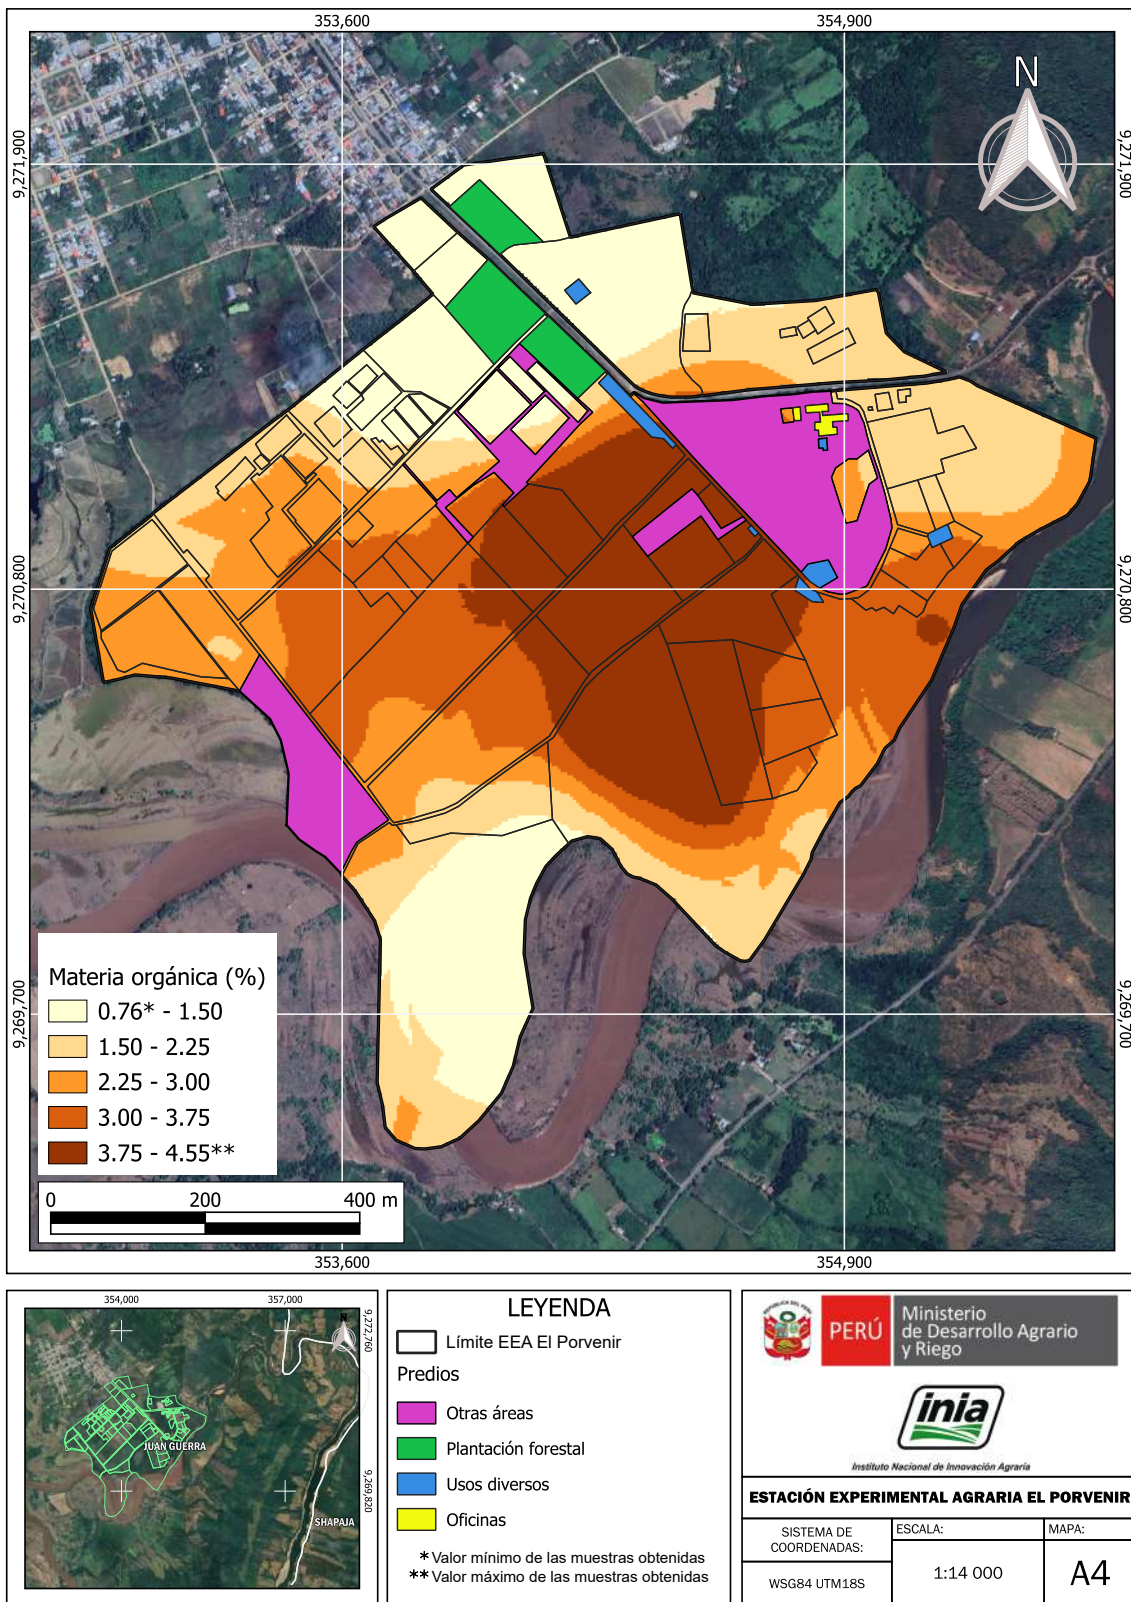 353,600
354,900
9,271,900
9,271,900
N
9,270,800
9,270,800
9,269,700
9,269,700
Materia orgánica (%)
0.76* - 1.50
1.50 - 2.25
2.25 - 3.00
3.00 - 3.75
3.75 - 4.55**
0 200 400 m
353,600
354,900
354,000
357,000
N
9,272,760
9,269,820
JUAN GUERRA
SHAPAJA
LEYENDA
Límite EEA El Porvenir
Predios
Otras áreas
Plantación forestal
Usos diversos
Oficinas
* Valor mínimo de las muestras obtenidas
** Valor máximo de las muestras obtenidas
REPÚBLICA DEL PERÚ
PERÚ
Ministerio
de Desarrollo Agrario
y Riego
inia
Instituto Nacional de Innovación Agraria
ESTACIÓN EXPERIMENTAL AGRARIA EL PORVENIR
SISTEMA DE
COORDENADAS:
WSG84 UTM18S
ESCALA:
1:14 000
MAPA:
A4